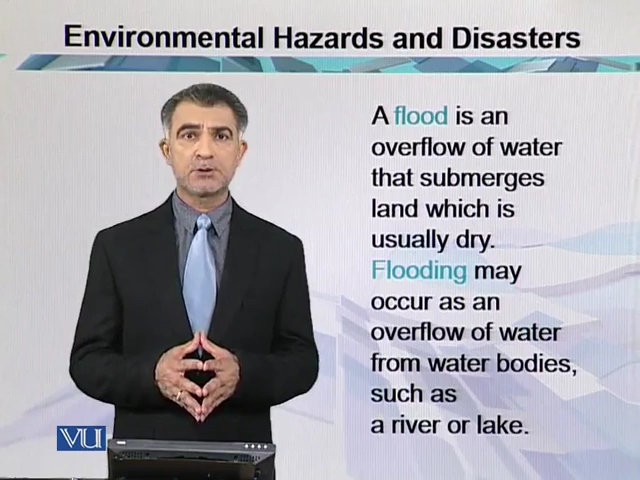 Environmental Hazards and Disasters
A flood is an
overflow of water
that submerges
land which is
usually dry.
Flooding may
occur as an
overflow of water
from water bodies,
such as
a river or lake.
VU